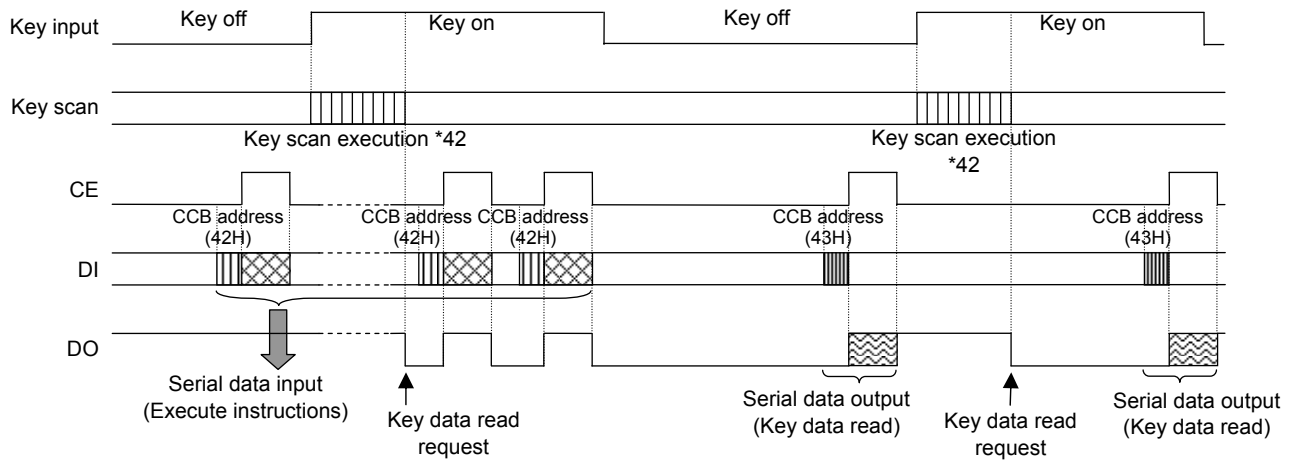 Key input
Key off
Key on
Key off
Key on
Key scan
Key scan execution *42
Key scan execution
*42
CE
CCB address
(42H)
CCB address
(42H)
CCB address
(42H)
CCB address
(43H)
CCB address
(43H)
DI
DO
Serial data input
(Execute instructions)
Key data read
request
Serial data output
(Key data read)
Key data read
request
Serial data output
(Key data read)